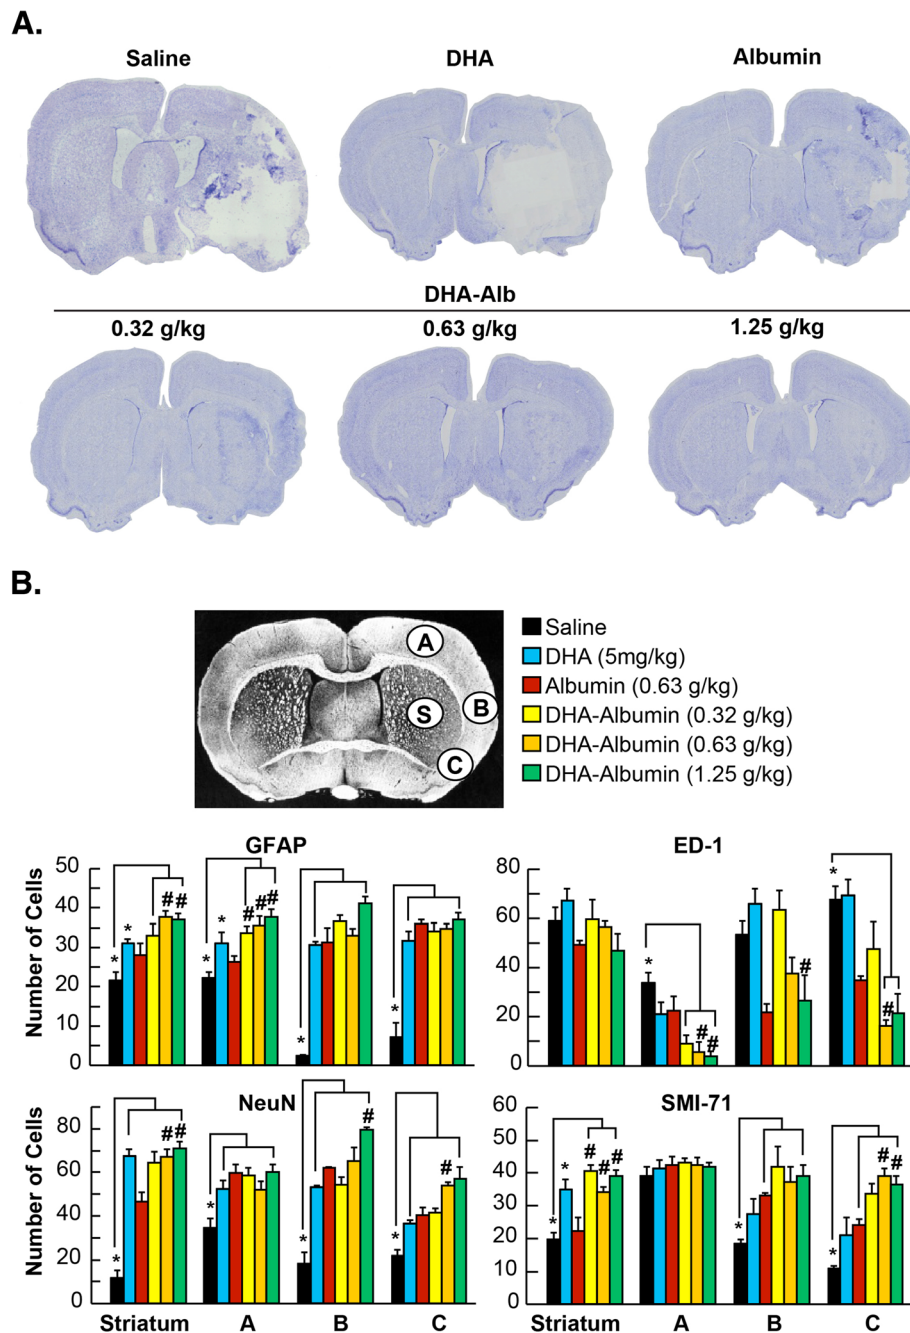 A.
Saline DHA Albumin
DHA-Alb
0.32 g/kg 0.63 g/kg 1.25 g/kg
B.
A
S
B
C
Saline
DHA (5mg/kg)
Albumin (0.63 g/kg)
DHA-Albumin (0.32 g/kg)
DHA-Albumin (0.63 g/kg)
DHA-Albumin (1.25 g/kg)
GFAP
Number of Cells
50
40
30
20
10
0
* * # # * * # # # * *
ED-1
80
60
40
20
0
* # # # * #
NeuN
Number of Cells
80
60
40
20
0
* # # * * # * #
Striatum A B C
SMI-71
60
50
40
30
20
10
0
* * # # # * * # #
Striatum A B C